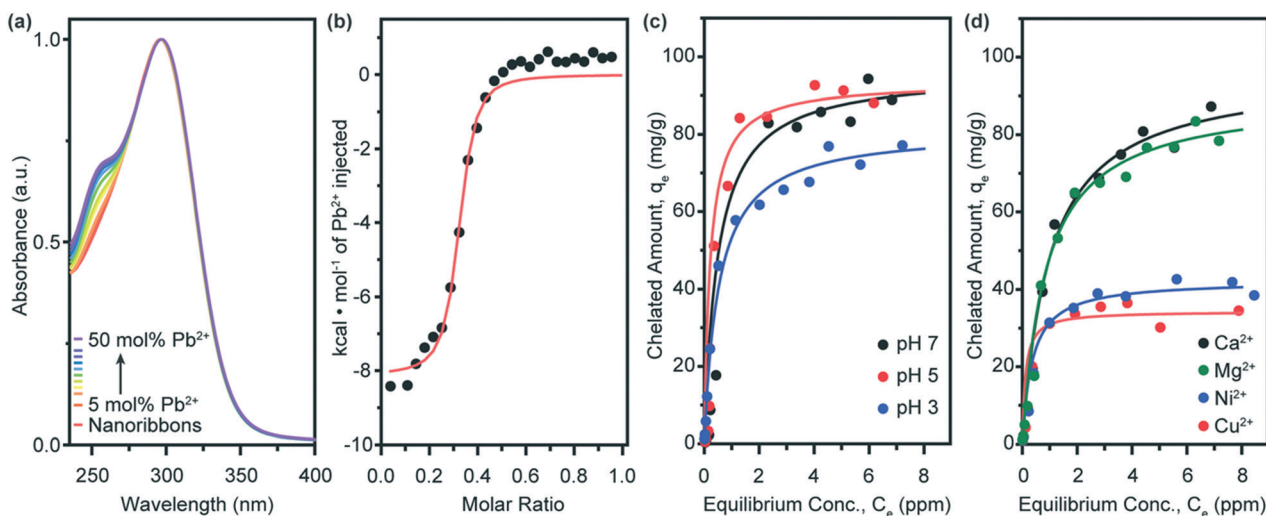 (a)
1.0
0.5
0.0
Absorbance (a.u.)
50 mol% Pb²⁺
5 mol% Pb²⁺
Nanoribbons
250 300 350 400
Wavelength (nm)
(b)
0
-2
-4
-6
-8
-10
kcal • mol⁻¹ of Pb²⁺ injected
0.0 0.2 0.4 0.6 0.8 1.0
Molar Ratio
(c)
100
80
60
40
20
0
Chelated Amount, qₑ (mg/g)
pH 7
pH 5
pH 3
0 2 4 6 8
Equilibrium Conc., Cₑ (ppm)
(d)
100
80
60
40
20
0
Chelated Amount, qₑ (mg/g)
Ca²⁺
Mg²⁺
Ni²⁺
Cu²⁺
0 2 4 6 8
Equilibrium Conc., Cₑ (ppm)